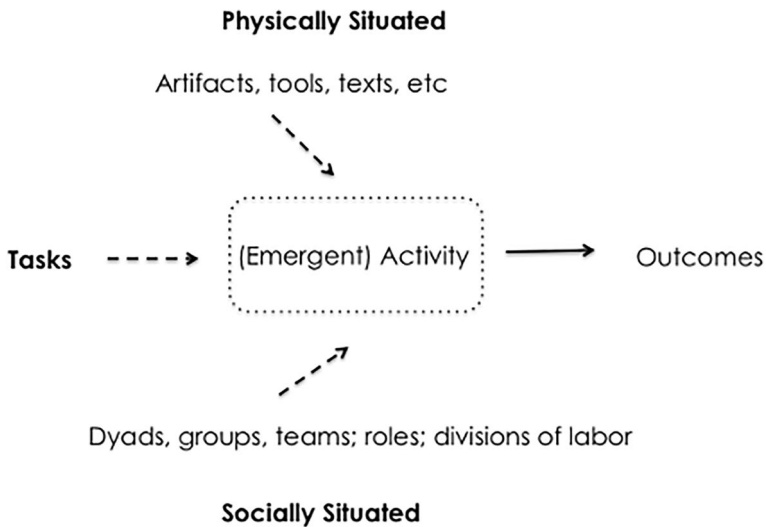 Physically Situated
Artifacts, tools, texts, etc
Tasks
(Emergent) Activity
Outcomes
Dyads, groups, teams; roles; divisions of labor
Socially Situated